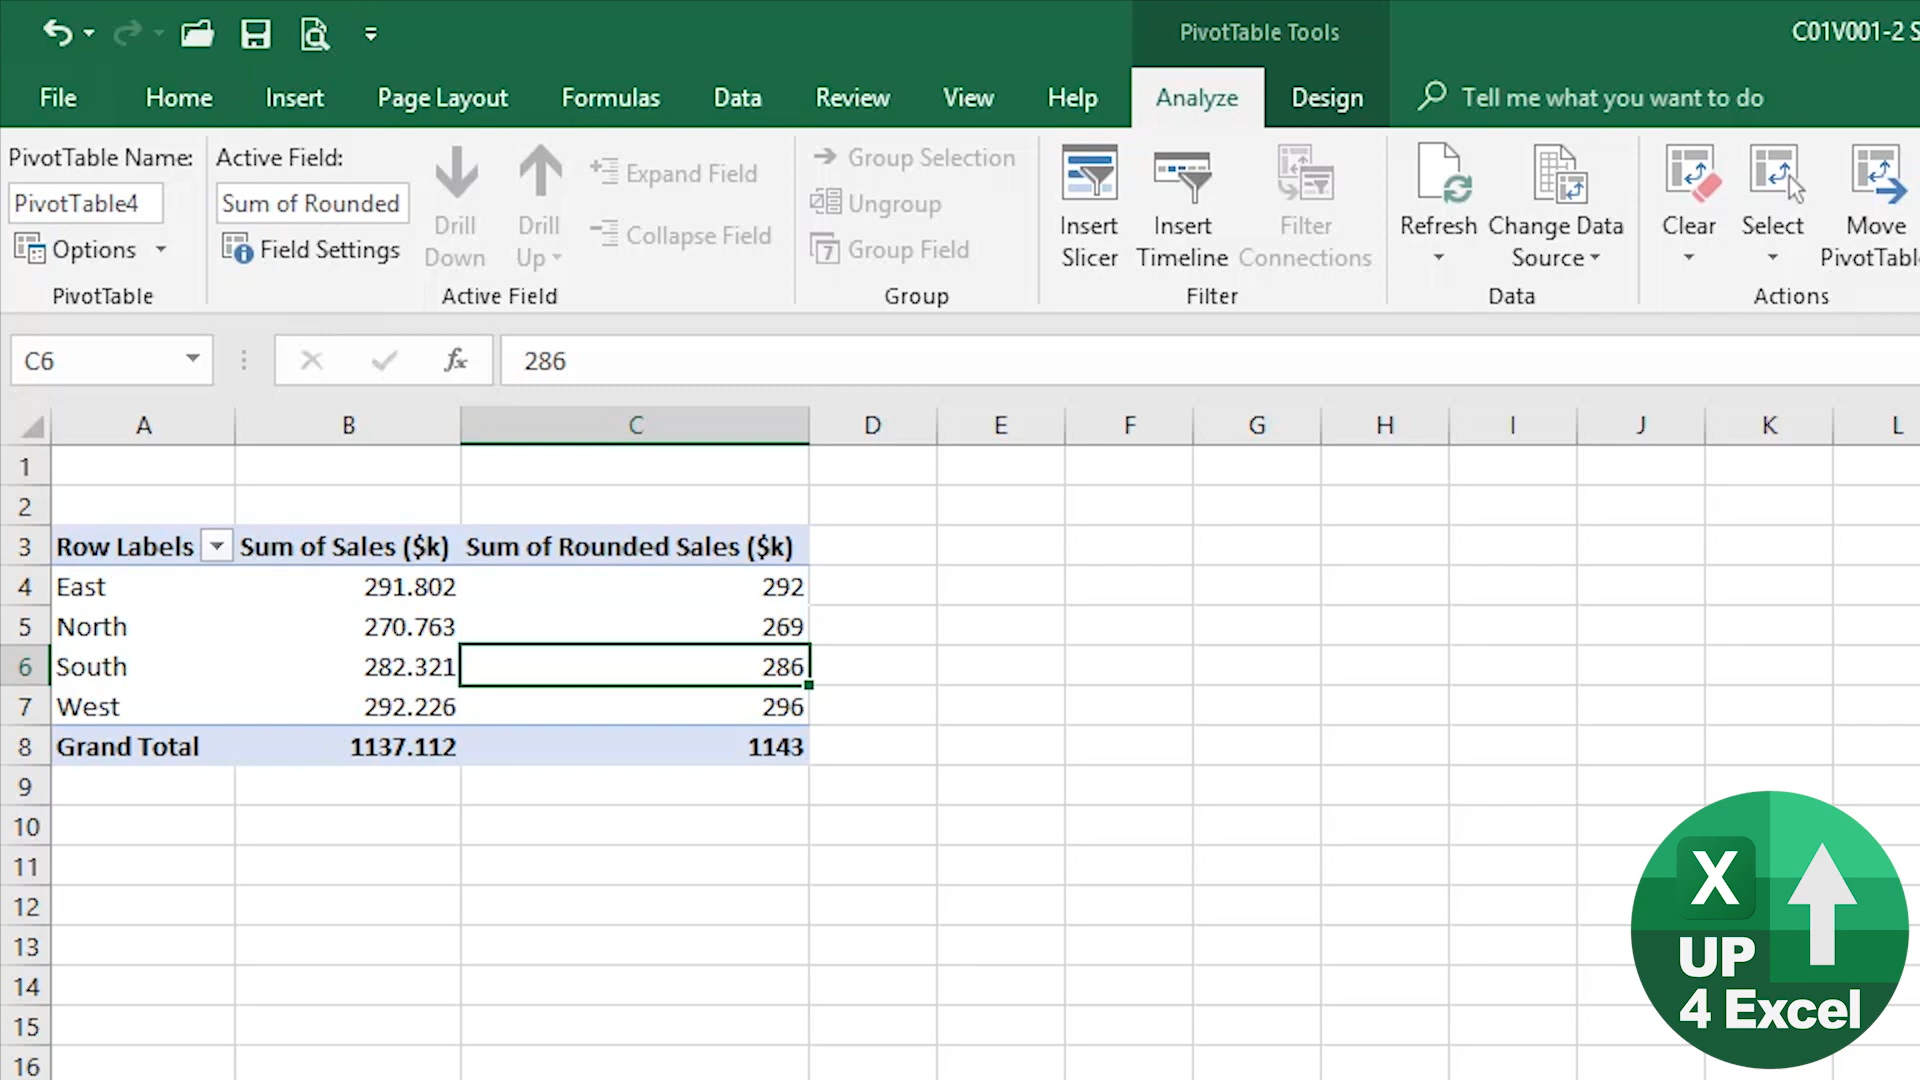 PivotTable Tools
C01V001-2 S
File Home Insert Page Layout Formulas Data Review View Help Analyze Design Tell me what you want to do
PivotTable Name:
PivotTable4
Options
PivotTable
Active Field:
Sum of Rounded
Field Settings
Drill Down
Drill Up
Expand Field
Collapse Field
Active Field
Group Selection
Ungroup
7 Group Field
Group
Insert Slicer
Insert Timeline
Filter Connections
Filter
Refresh
Change Data Source
Data
Clear
Select
Move PivotTabl
Actions
C6 fx 286
A B C D E F G H I J K L
1
2
3 Row Labels Sum of Sales ($k) Sum of Rounded Sales ($k)
4 East 291.802 292
5 North 270.763 269
6 South 282.321 286
7 West 292.226 296
8 Grand Total 1137.112 1143
9
10
11
12
13
14
15
16
X
UP
4 Excel